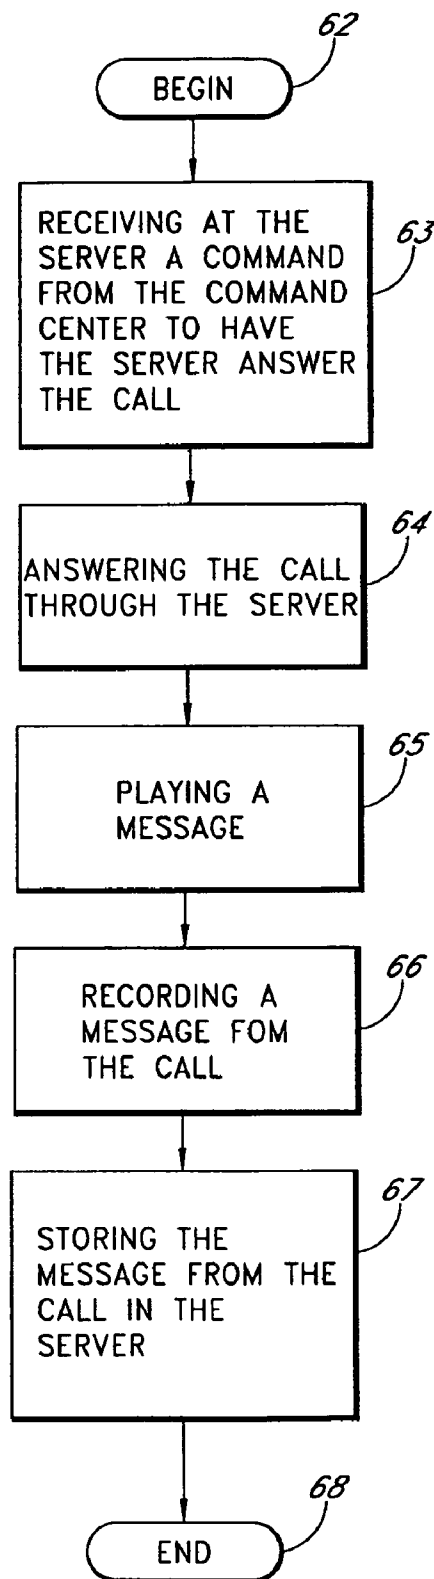 62
BEGIN
RECEIVING AT THE
SERVER A COMMAND
FROM THE COMMAND
CENTER TO HAVE
THE SERVER ANSWER
THE CALL
63
ANSWERING THE CALL
THROUGH THE SERVER
64
PLAYING A
MESSAGE
65
RECORDING A
MESSAGE FOM
THE CALL
66
STORING THE
MESSAGE FROM THE
CALL IN THE
SERVER
67
END
68